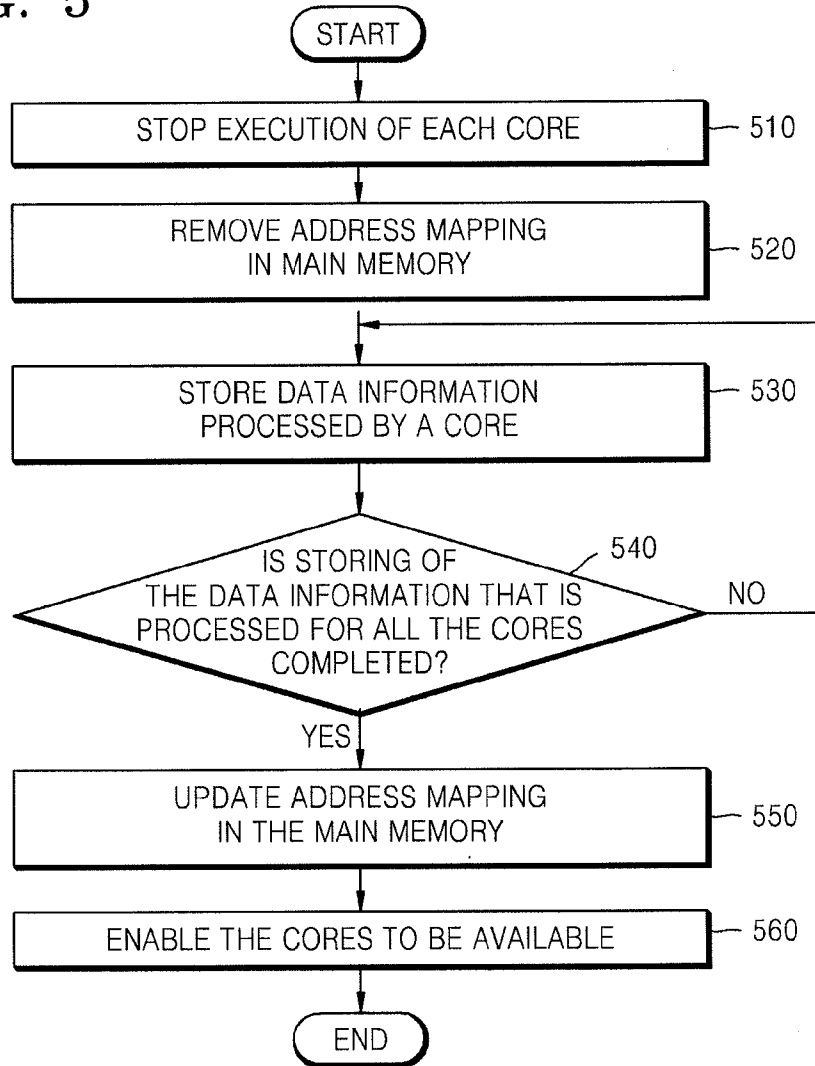 5
START
STOP EXECUTION OF EACH CORE
510
REMOVE ADDRESS MAPPING
IN MAIN MEMORY
520
STORE DATA INFORMATION
PROCESSED BY A CORE
530
540
IS STORING OF
THE DATA INFORMATION THAT IS
PROCESSED FOR ALL THE CORES
COMPLETED?
NO
YES
UPDATE ADDRESS MAPPING
IN THE MAIN MEMORY
550
ENABLE THE CORES TO BE AVAILABLE
560
END